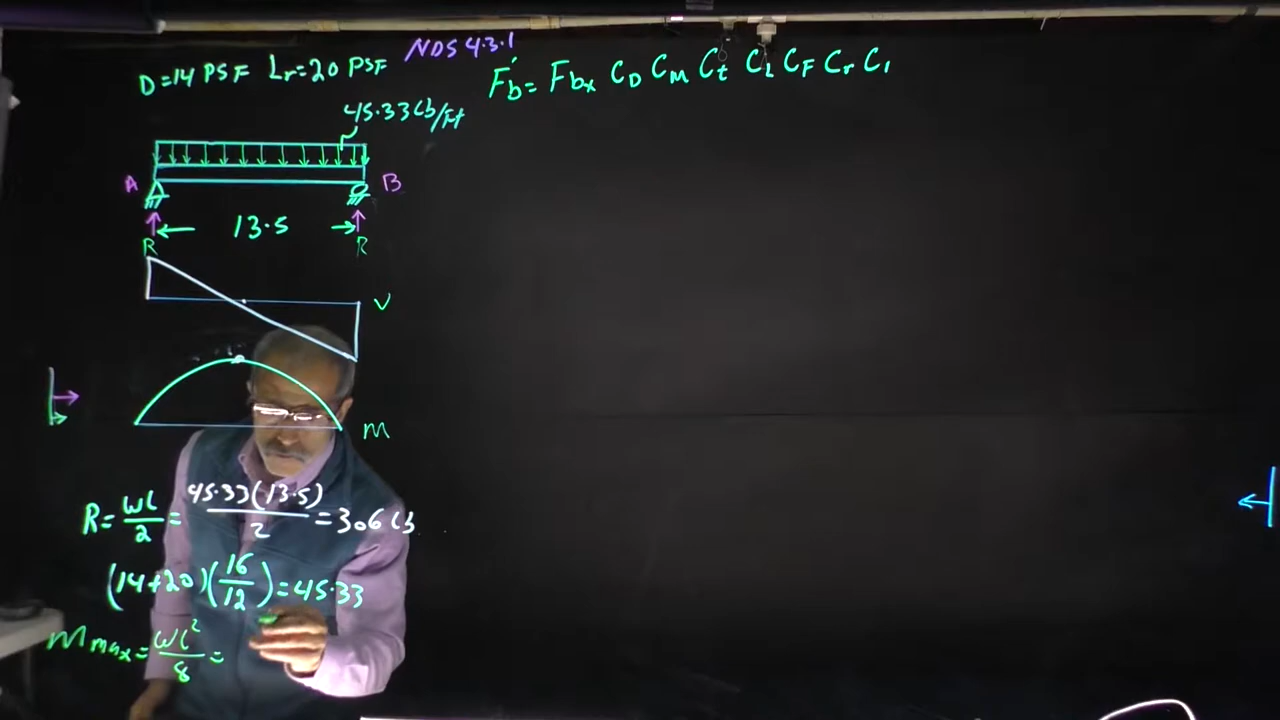 D=14 PSF Lr=20 PSF
NDS 4.3.1
F'b= Fbx CD CM Ct CL CF Cr Ci
45.33 Lb/Ft
A
B
13.5
R
R
V
M
R= wL/2 = 45.33(13.5)/2 =306 Lb
(14+20)(16/12)=45.33
Mmax= wL²/8 =